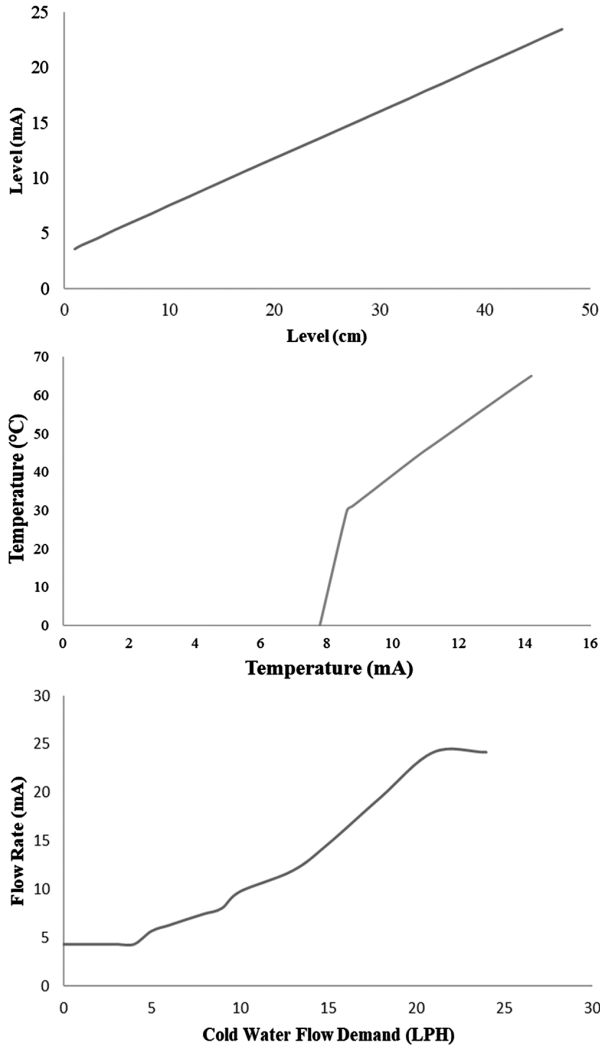 25
20
15
10
5
0
Level (mA)
0 10 20 30 40 50
Level (cm)
70
60
50
40
30
20
10
0
Temperature (°C)
0 2 4 6 8 10 12 14 16
Temperature (mA)
30
25
20
15
10
5
0
Flow Rate (mA)
0 5 10 15 20 25 30
Cold Water Flow Demand (LPH)